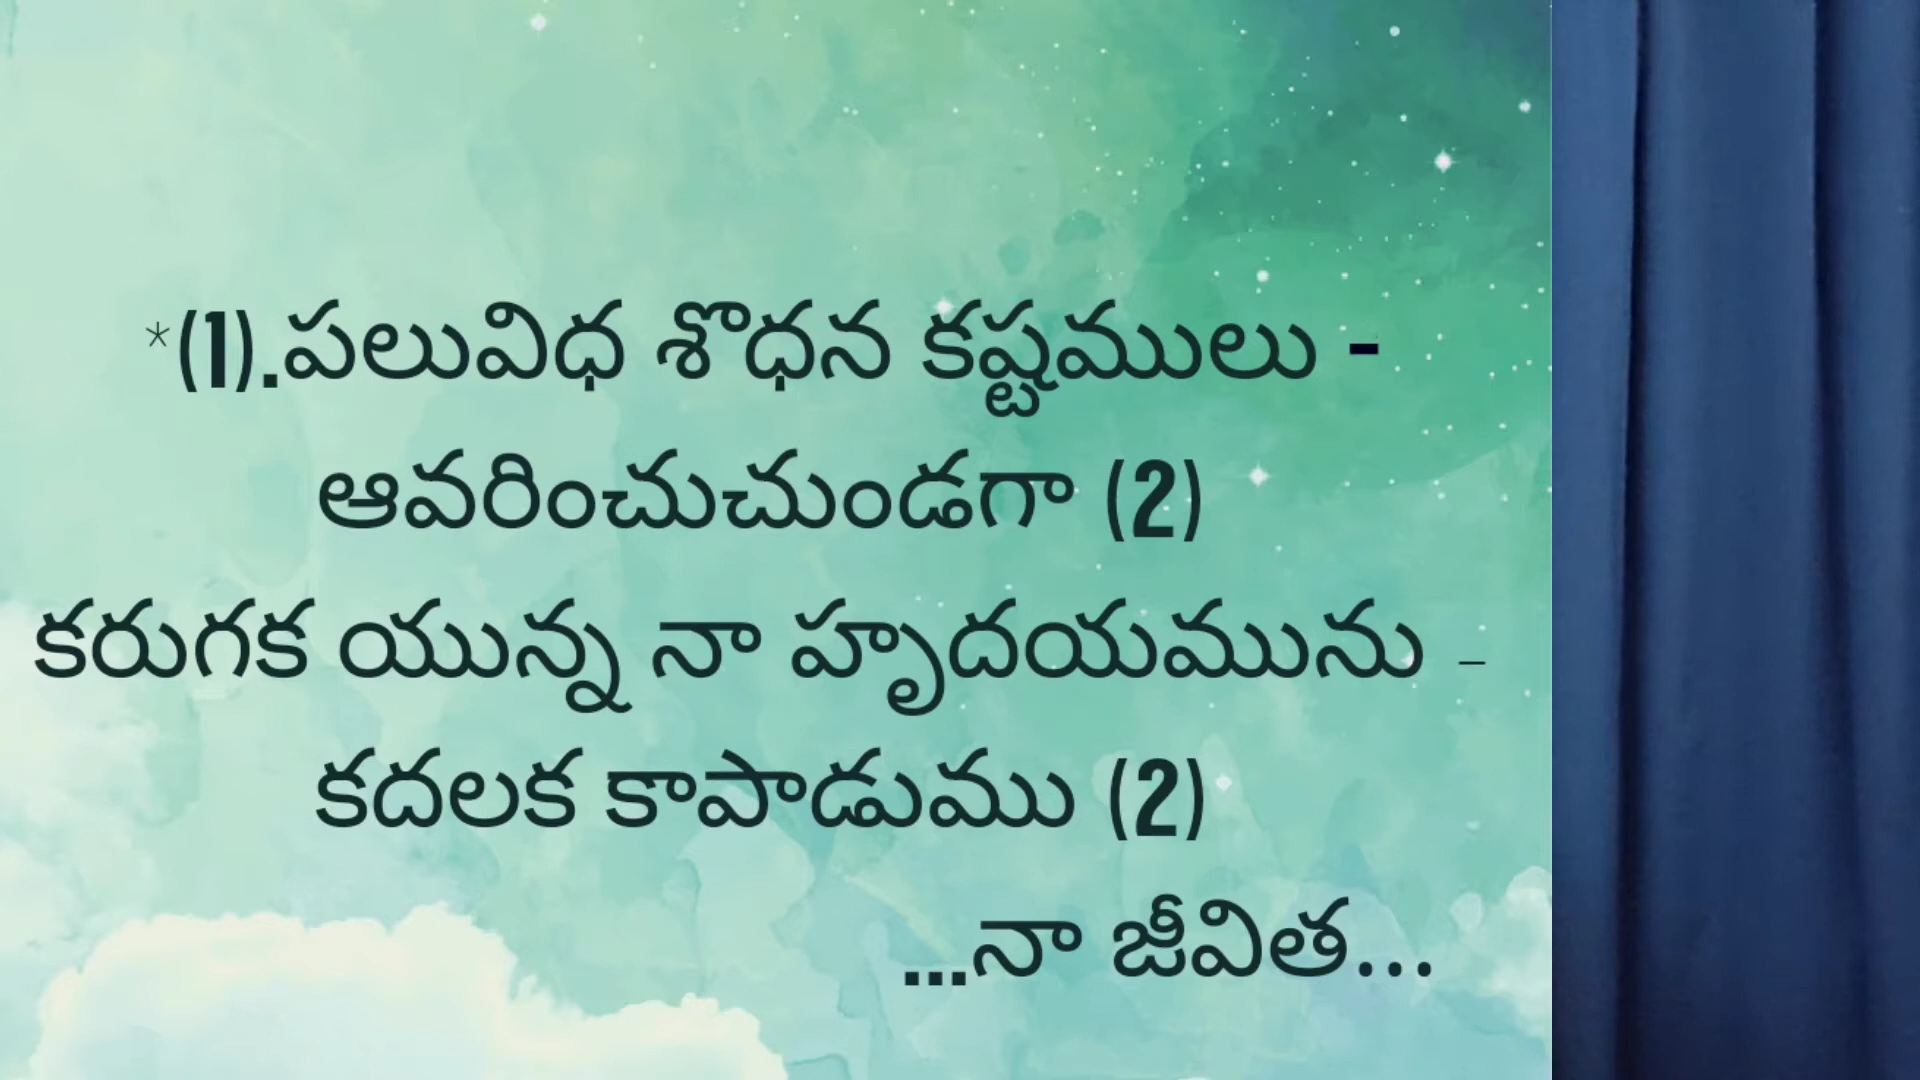 *(1).పలువిధ శొధన కష్టములు -
ఆవరించుచుండగా (2)
కరుగక యున్న నా హృదయమును -
కదలక కాపాడుము (2)
...నా జీవిత...